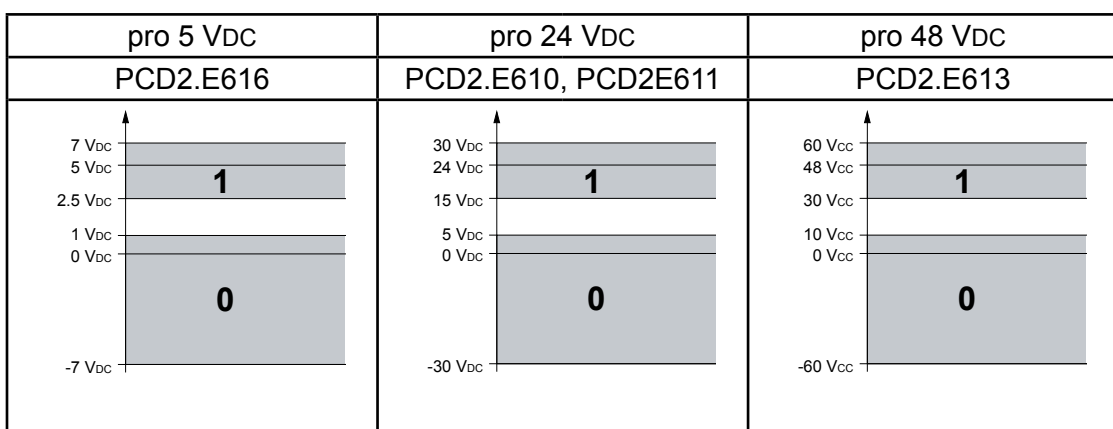 pro 5 VDC
pro 24 VDC
pro 48 VDC
PCD2.E616
PCD2.E610, PCD2E611
PCD2.E613
7 VDC
5 VDC
2.5 VDC
1 VDC
0 VDC
-7 VDC
1
0
30 VDC
24 VDC
15 VDC
5 VDC
0 VDC
-30 VDC
1
0
60 VCC
48 VCC
30 VCC
10 VCC
0 VCC
-60 VCC
1
0